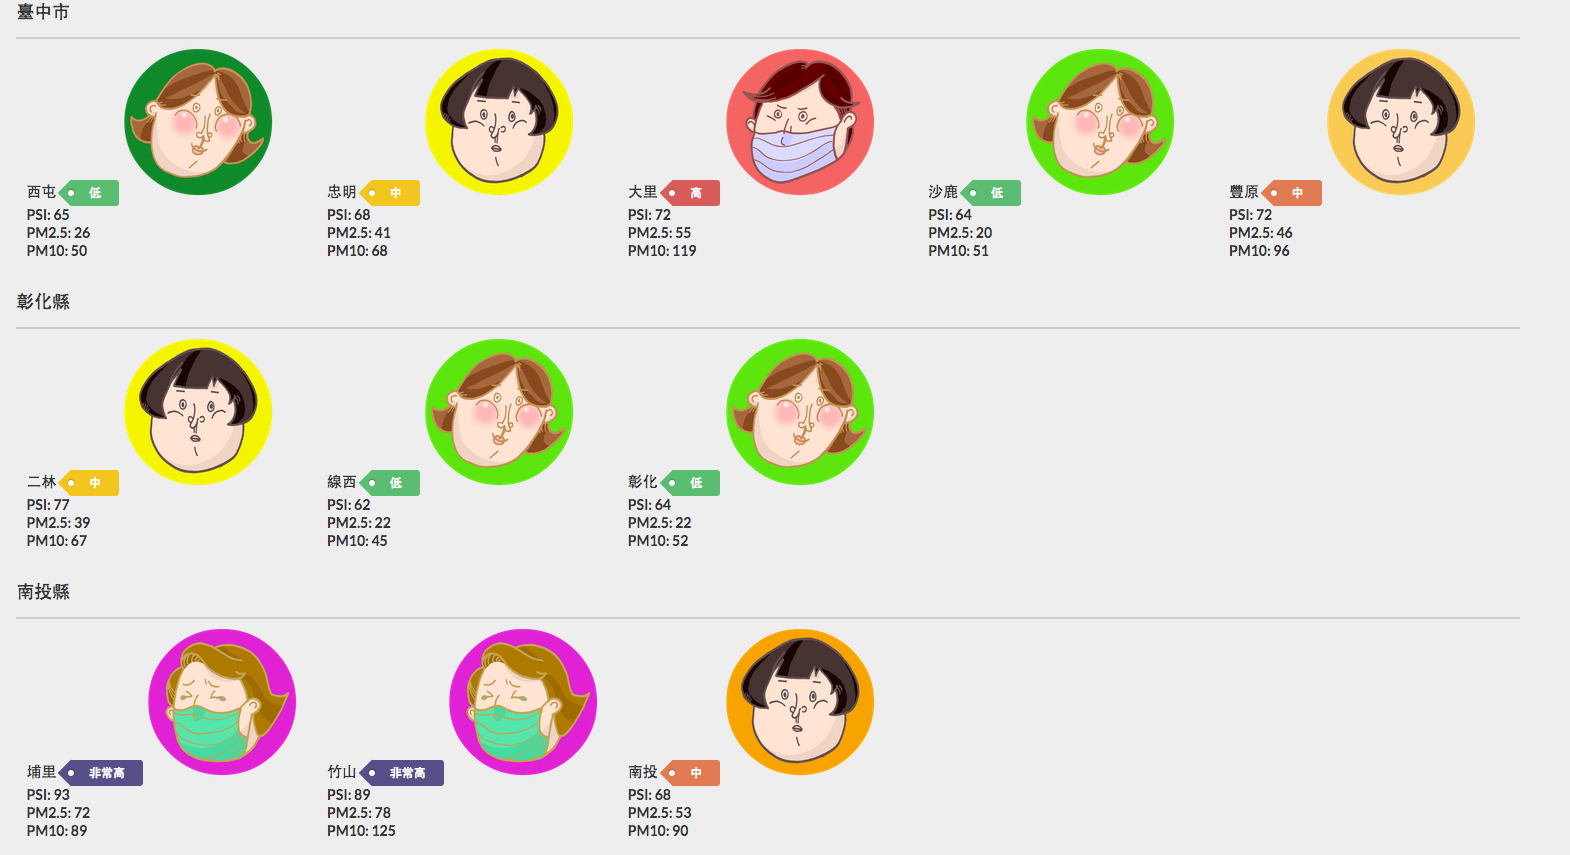 臺中市
西屯 低
PSI: 65
PM2.5: 26
PM10: 50
忠明 中
PSI: 68
PM2.5: 41
PM10: 68
大里 高
PSI: 72
PM2.5: 55
PM10: 119
沙鹿 低
PSI: 64
PM2.5: 20
PM10: 51
豐原 中
PSI: 72
PM2.5: 46
PM10: 96
彰化縣
二林 中
PSI: 77
PM2.5: 39
PM10: 67
線西 低
PSI: 62
PM2.5: 22
PM10: 45
彰化 低
PSI: 64
PM2.5: 22
PM10: 52
南投縣
埔里 非常高
PSI: 93
PM2.5: 72
PM10: 89
竹山 非常高
PSI: 89
PM2.5: 78
PM10: 125
南投 中
PSI: 68
PM2.5: 53
PM10: 90